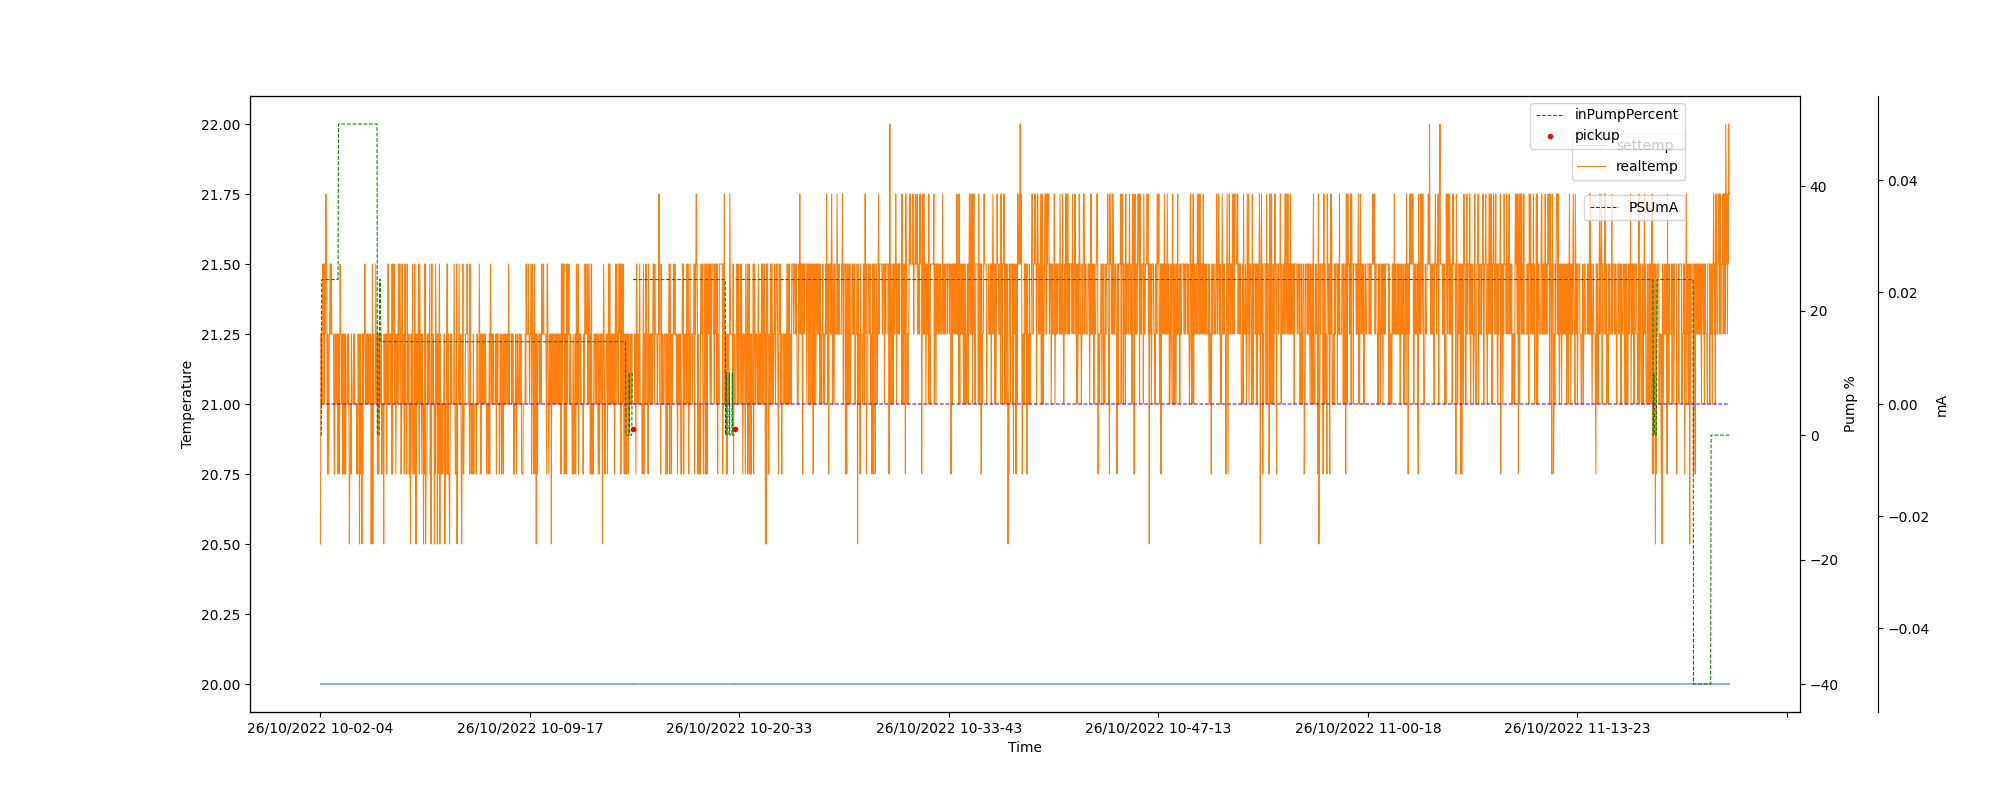 22.00
21.75
21.50
21.25
21.00
20.75
20.50
20.25
20.00
Temperature
26/10/2022 10-02-04
26/10/2022 10-09-17
26/10/2022 10-20-33
26/10/2022 10-33-43
26/10/2022 10-47-13
26/10/2022 11-00-18
26/10/2022 11-13-23
Time
inPumpPercent
pickup
settemp
realtemp
PSUmA
40
20
0
−20
−40
Pump %
0.04
0.02
0.00
−0.02
−0.04
mA